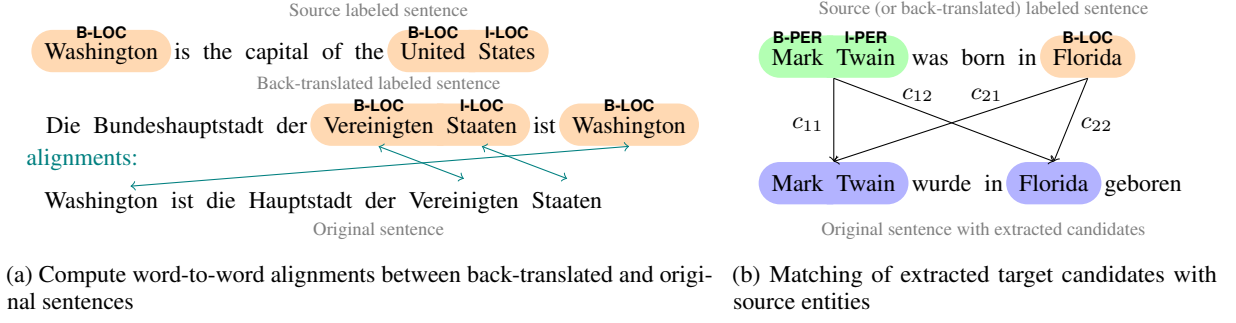 Source labeled sentence
B-LOC B-LOC I-LOC
Washington is the capital of the United States
Back-translated labeled sentence
B-LOC I-LOC B-LOC
Die Bundeshauptstadt der Vereinigten Staaten ist Washington
alignments:
Washington ist die Hauptstadt der Vereinigten Staaten
Original sentence
(a) Compute word-to-word alignments between back-translated and origi-
nal sentences
Source (or back-translated) labeled sentence
B-PER I-PER B-LOC
Mark Twain was born in Florida
c12 c21
c11 c22
Mark Twain wurde in Florida geboren
Original sentence with extracted candidates
(b) Matching of extracted target candidates with
source entities